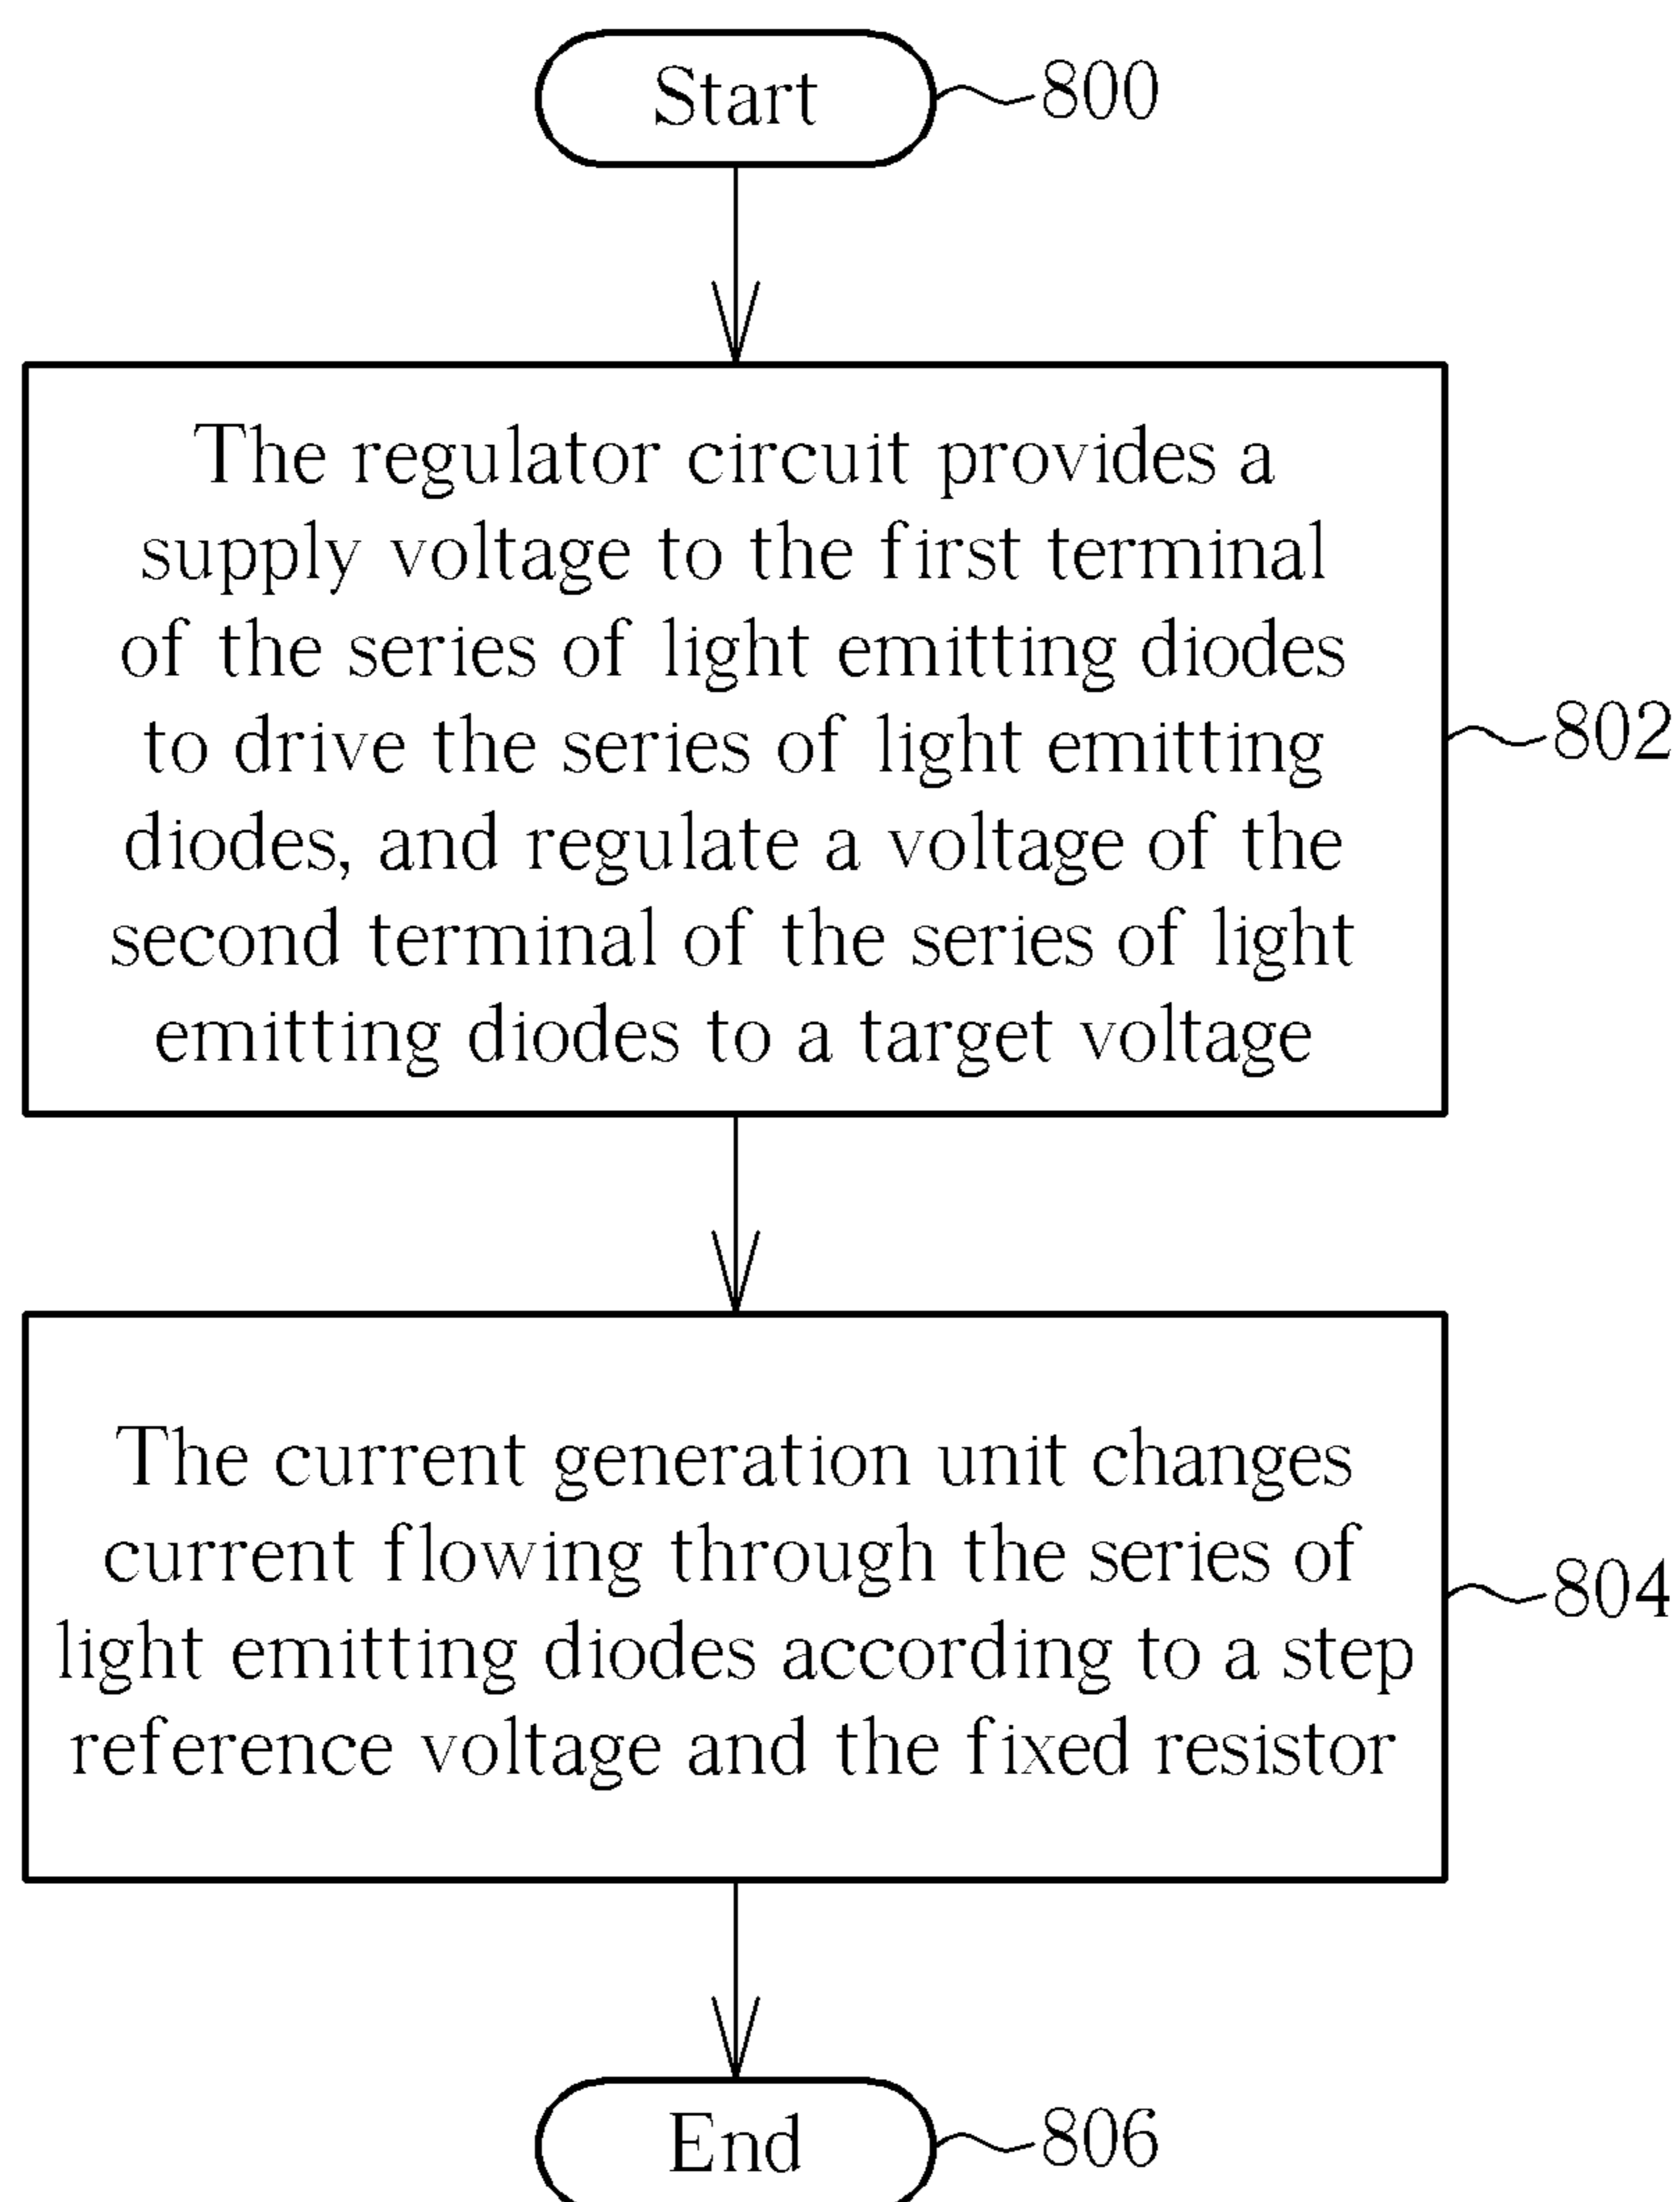 Start
800
The regulator circuit provides a
supply voltage to the first terminal
of the series of light emitting diodes
to drive the series of light emitting
diodes, and regulate a voltage of the
second terminal of the series of light
emitting diodes to a target voltage
802
The current generation unit changes
current flowing through the series of
light emitting diodes according to a step
reference voltage and the fixed resistor
804
End
806